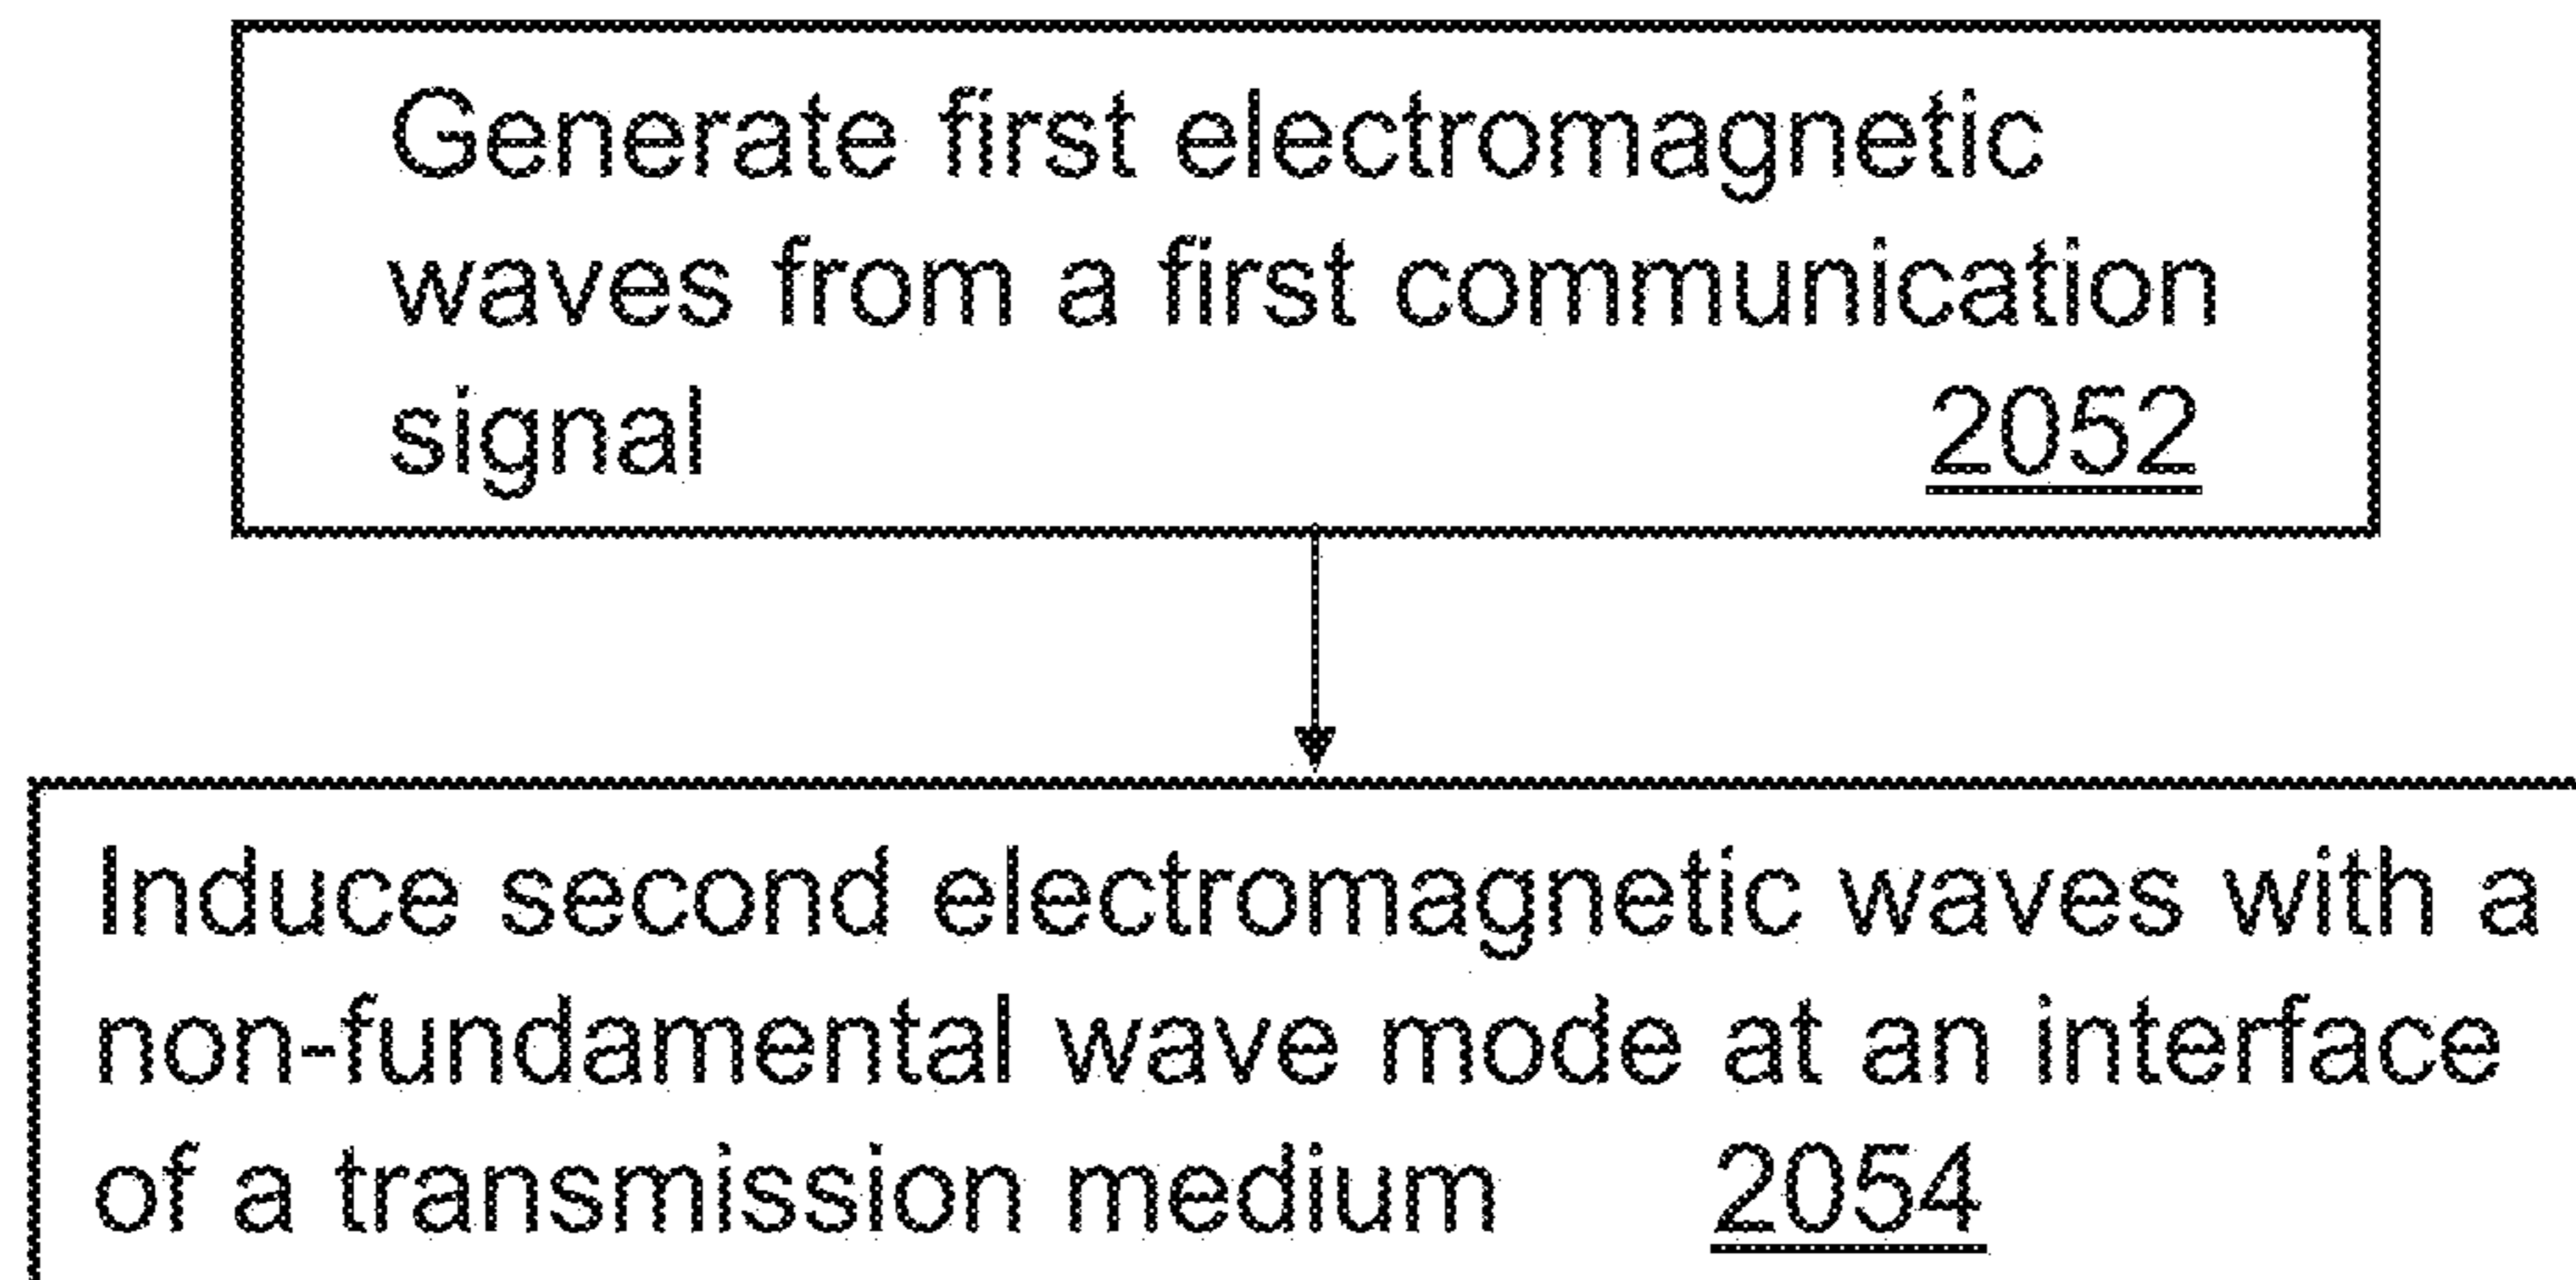 Generate first electromagnetic
waves from a first communication
signal 2052
Induce second electromagnetic waves with a
non-fundamental wave mode at an interface
of a transmission medium 2054